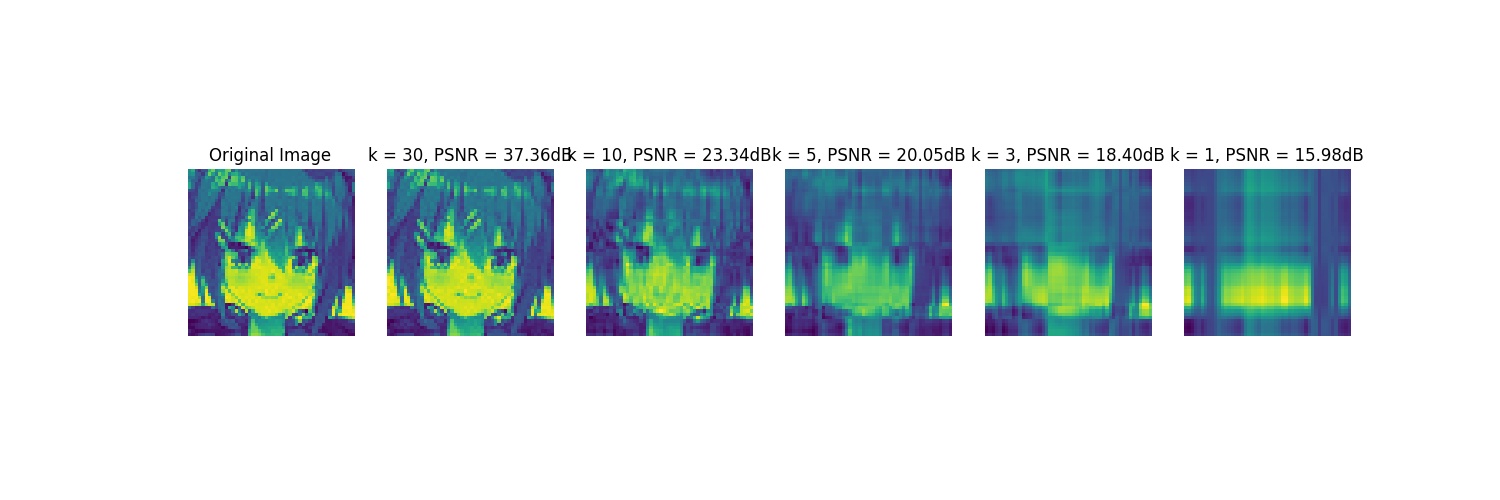 Original Image
k = 30, PSNR = 37.36dB
k = 10, PSNR = 23.34dB
k = 5, PSNR = 20.05dB
k = 3, PSNR = 18.40dB
k = 1, PSNR = 15.98dB